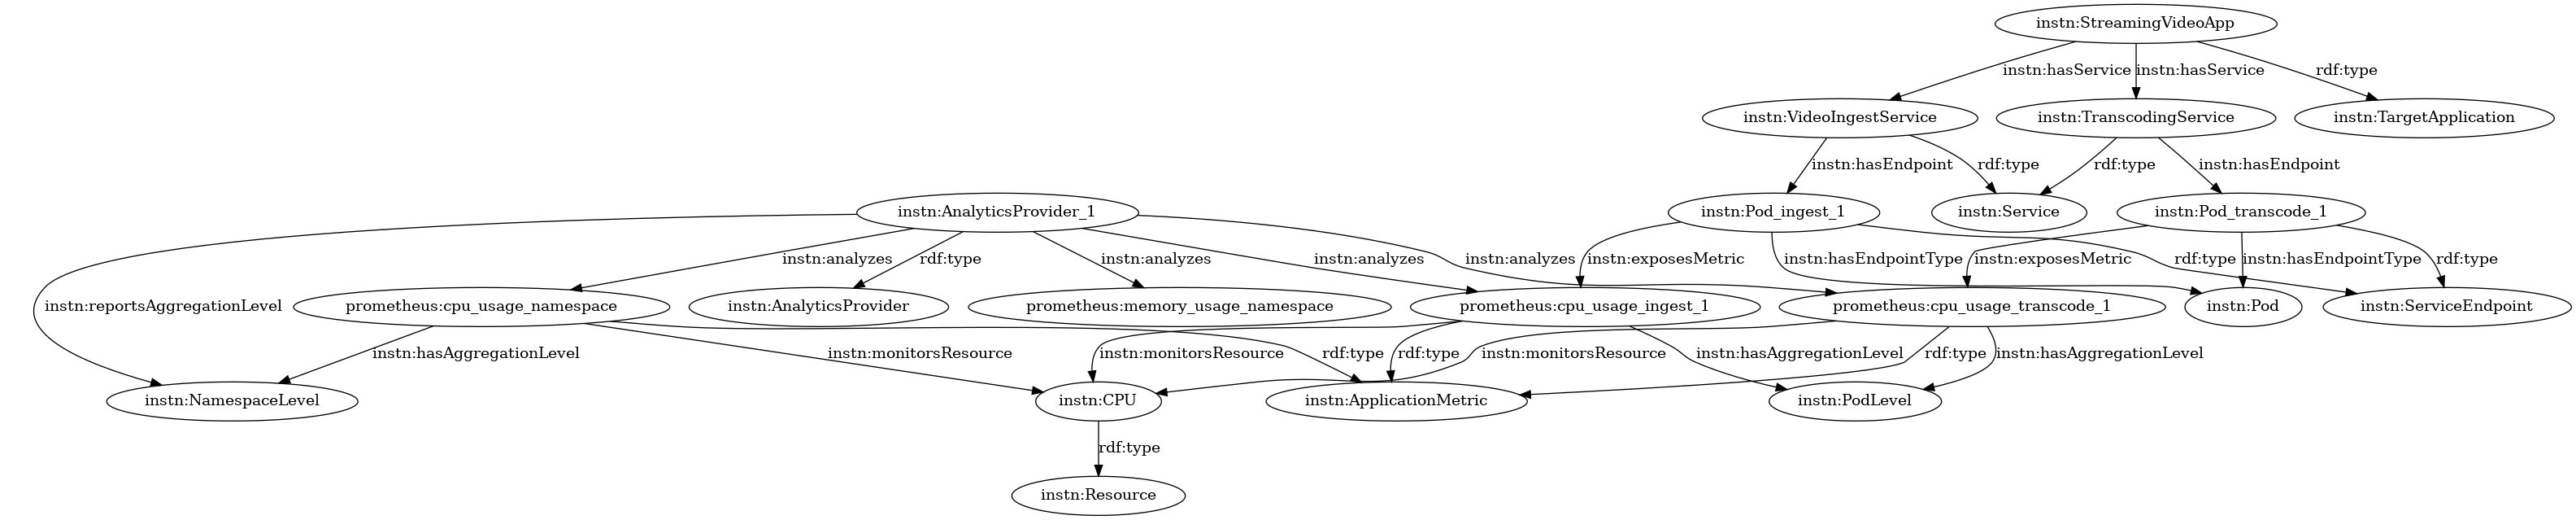 instn:StreamingVideoApp
instn:hasService
instn:hasService
rdf:type
instn:VideoIngestService
instn:TranscodingService
instn:TargetApplication
instn:hasEndpoint
rdf:type
rdf:type
instn:hasEndpoint
instn:AnalyticsProvider_1
instn:Pod_ingest_1
instn:Service
instn:Pod_transcode_1
instn:analyzes
rdf:type
instn:analyzes
instn:analyzes
instn:analyzes
instn:exposesMetric
instn:hasEndpointType
instn:exposesMetric
rdf:type
instn:hasEndpointType
rdf:type
instn:reportsAggregationLevel
prometheus:cpu_usage_namespace
instn:AnalyticsProvider
prometheus:memory_usage_namespace
prometheus:cpu_usage_ingest_1
prometheus:cpu_usage_transcode_1
instn:Pod
instn:ServiceEndpoint
instn:hasAggregationLevel
instn:monitorsResource
instn:monitorsResource
rdf:type
rdf:type
instn:monitorsResource
instn:hasAggregationLevel
rdf:type
instn:hasAggregationLevel
instn:NamespaceLevel
instn:CPU
instn:ApplicationMetric
instn:PodLevel
rdf:type
instn:Resource